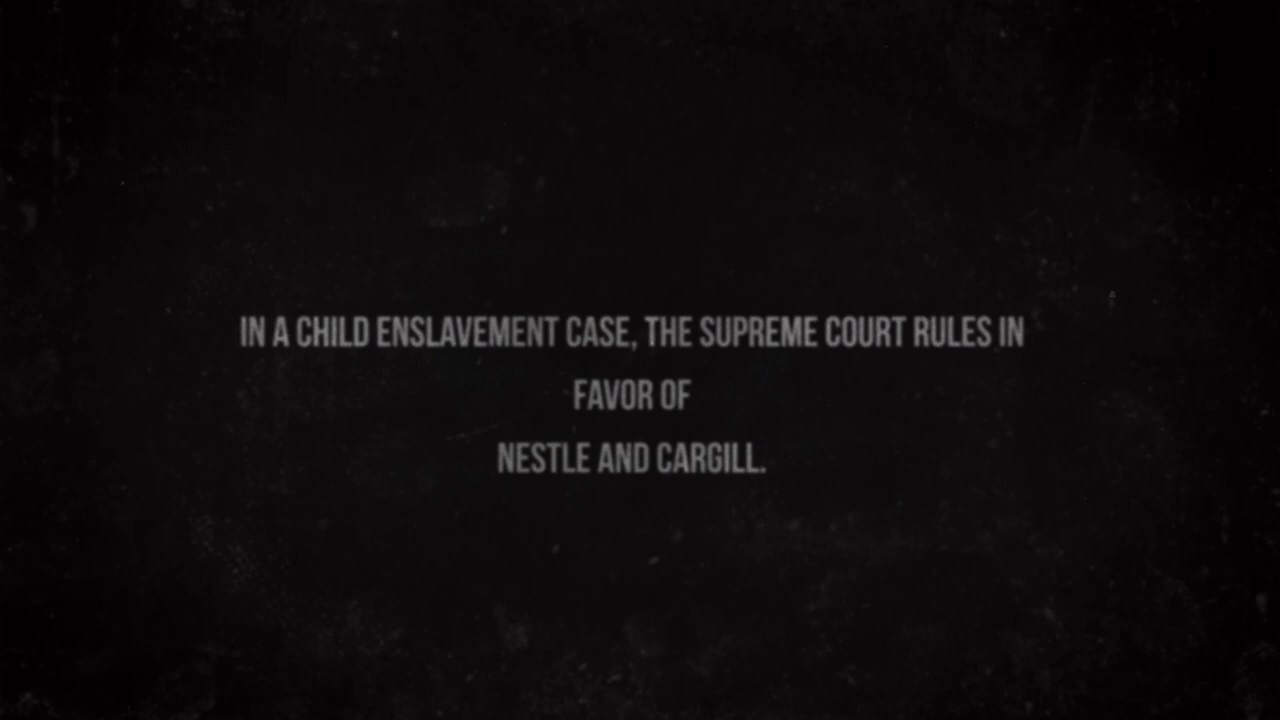 IN A CHILD ENSLAVEMENT CASE, THE SUPREME COURT RULES IN
FAVOR OF
NESTLE AND CARGILL.